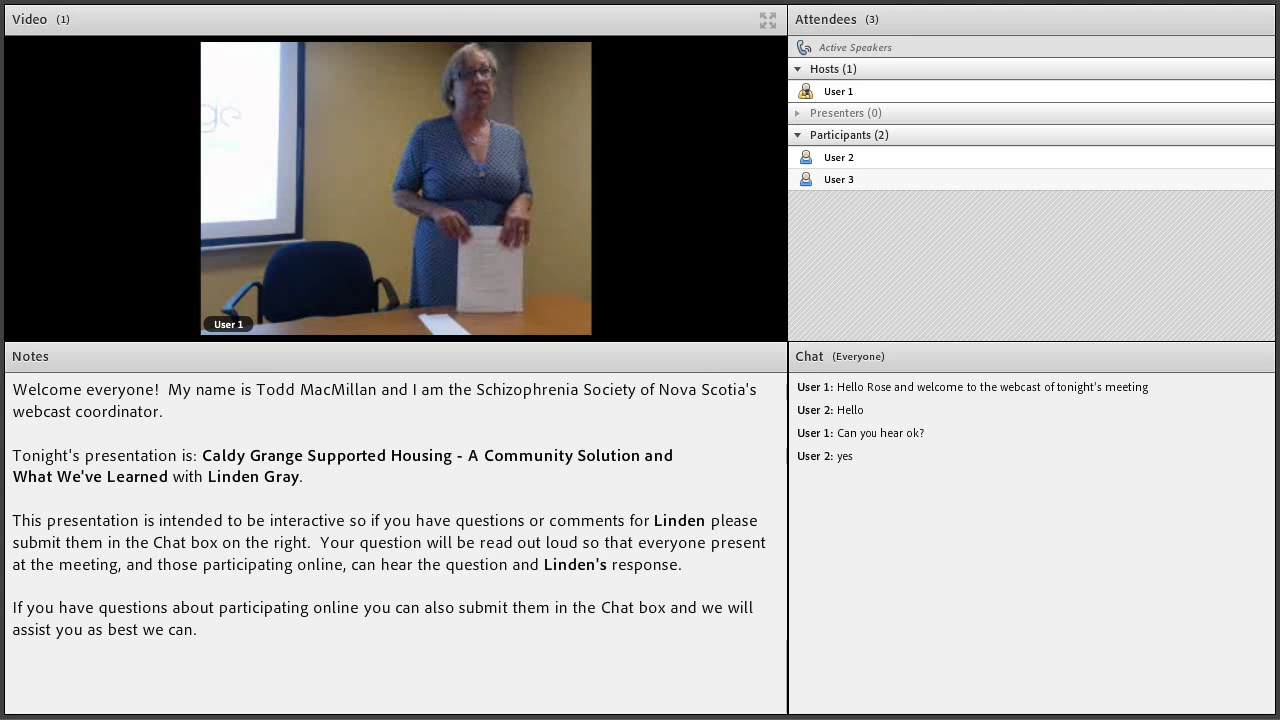 Video (1)
ge
User 1
Attendees (3)
Active Speakers
Hosts (1)
User 1
Presenters (0)
Participants (2)
User 2
User 3
Notes
Welcome everyone! My name is Todd MacMillan and I am the Schizophrenia Society of Nova Scotia's
webcast coordinator.
Tonight's presentation is: Caldy Grange Supported Housing - A Community Solution and
What We've Learned with Linden Gray.
This presentation is intended to be interactive so if you have questions or comments for Linden please
submit them in the Chat box on the right. Your question will be read out loud so that everyone present
at the meeting, and those participating online, can hear the question and Linden's response.
If you have questions about participating online you can also submit them in the Chat box and we will
assist you as best we can.
Chat (Everyone)
User 1: Hello Rose and welcome to the webcast of tonight's meeting
User 2: Hello
User 1: Can you hear ok?
User 2: yes